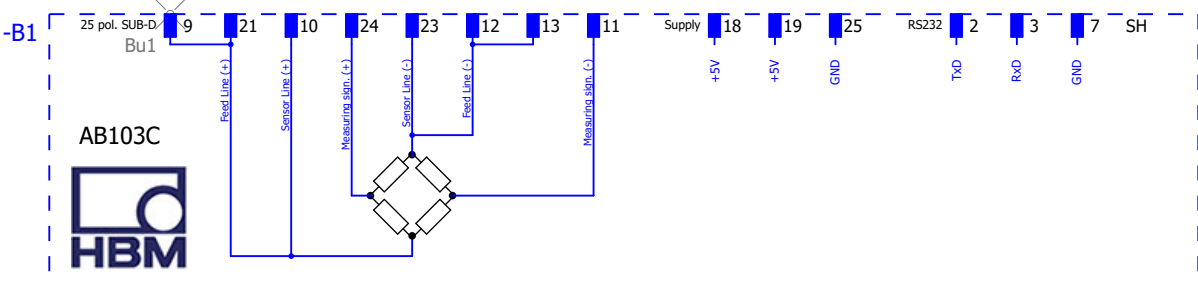 -B1
25 pol. SUB-D
Bu1
9
21
10
24
23
12
13
11
Supply
18
19
25
RS232
2
3
7
SH
Feed Line (+)
Sensor Line (+)
Measuring sign. (+)
Sensor Line (-)
Feed Line (-)
Measuring sign. (-)
+5V
+5V
GND
TxD
RxD
GND
AB103C
HBM